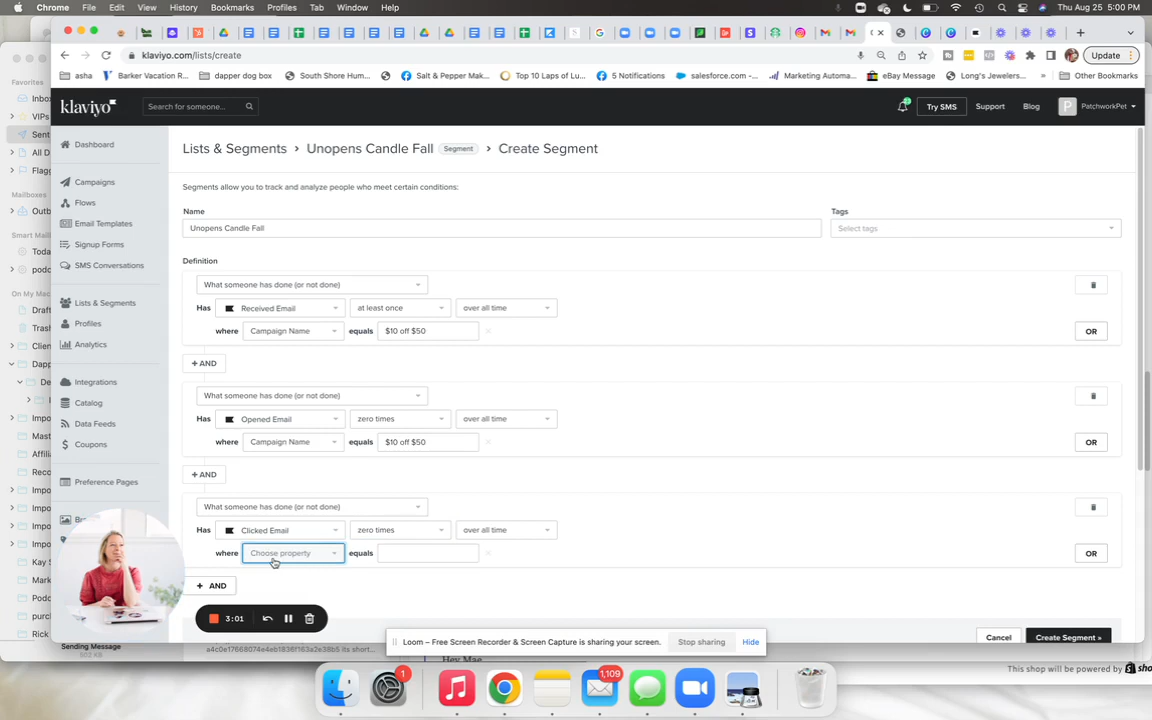 Chrome File Edit View History Bookmarks Profiles Tab Window Help Thu Aug 25 5:00 PM
klaviyo.com/lists/create Update
asha Barker Vacation R... dapper dog box South Shore Hum... Salt & Pepper Mak... Top 10 Laps of Lu... 5 Notifications salesforce.com -... Marketing Automa... eBay Message Long's Jewelers... » Other Bookmarks
Favorites
Inbo
VIPs
Sent
All D
Flagg
Mailboxes
Outb
Smart Mail
Toda
podc
On My Mac
Draft
Trash
Clien
Dapp
De
Impo
Mast
Affilia
Reco
Impo
Impo
Impo
Impo
Kay S
Mark
Podc
purc
Rick
Sending Message
klaviyo Search for someone... Try SMS Support Blog P PatchworkPet
Dashboard
Campaigns
Flows
Email Templates
Signup Forms
SMS Conversations
Lists & Segments
Profiles
Analytics
Integrations
Catalog
Data Feeds
Coupons
Preference Pages
Lists & Segments › Unopens Candle Fall Segment › Create Segment
Segments allow you to track and analyze people who meet certain conditions:
Name Tags
Unopens Candle Fall Select tags
Definition
What someone has done (or not done)
Has Received Email at least once over all time
where Campaign Name equals $10 off $50 × OR
+ AND
What someone has done (or not done)
Has Opened Email zero times over all time
where Campaign Name equals $10 off $50 × OR
+ AND
What someone has done (or not done)
Has Clicked Email zero times over all time
where Choose property equals × OR
+ AND
3:01
Cancel Create Segment »
Loom – Free Screen Recorder & Screen Capture is sharing your screen. Stop sharing Hide
a4c0e17668074e4eb1836f163a2e38b5 its short...
Hey Mae
This shop will be powered by sho
1 1,109